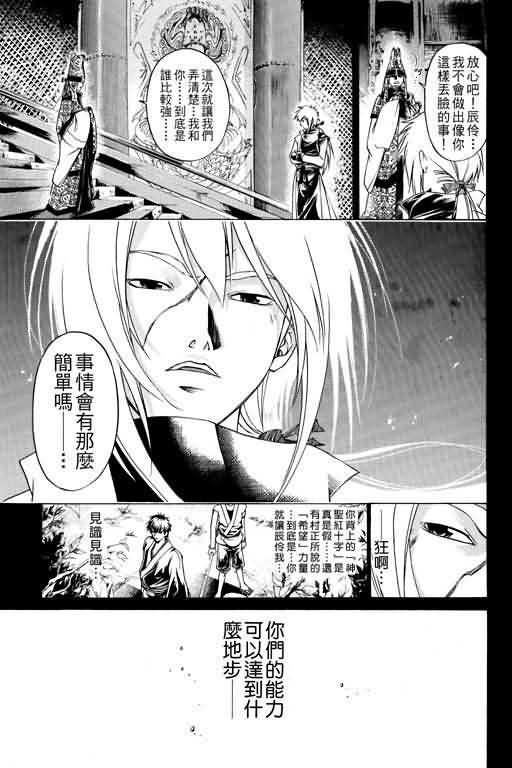 放心吧！辰伶
我不會做出像你
這樣丟臉的事！
這次就讓我們
弄清楚…我和
你……到底是
誰比較強…
事情會有那麼
簡單嗎——…
狂啊…
你背上的「神
聖紅十字」是
真是假…還
有村正所說的
「希望」力量
…到底是…你
就讓辰伶我…
見識見識…
你們的能力
可以達到什
麼地步——